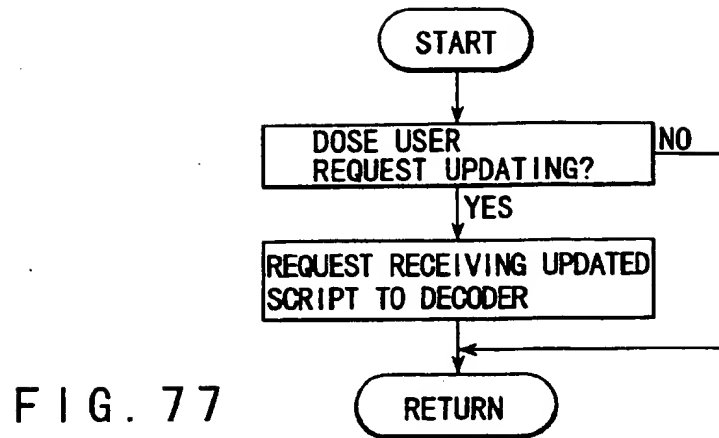 START
DOSE USER
REQUEST UPDATING?
NO
YES
REQUEST RECEIVING UPDATED
SCRIPT TO DECODER
RETURN
FIG. 77